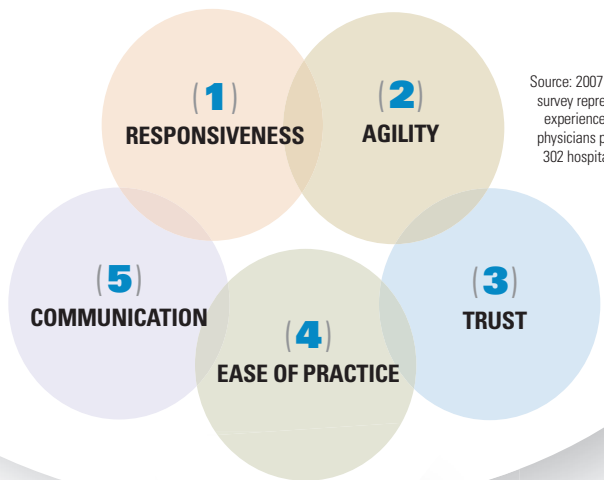 (1)
RESPONSIVENESS
(2)
AGILITY
Source: 2007
survey repre
experience
physicians p
302 hospita
(3)
TRUST
(4)
EASE OF PRACTICE
(5)
COMMUNICATION